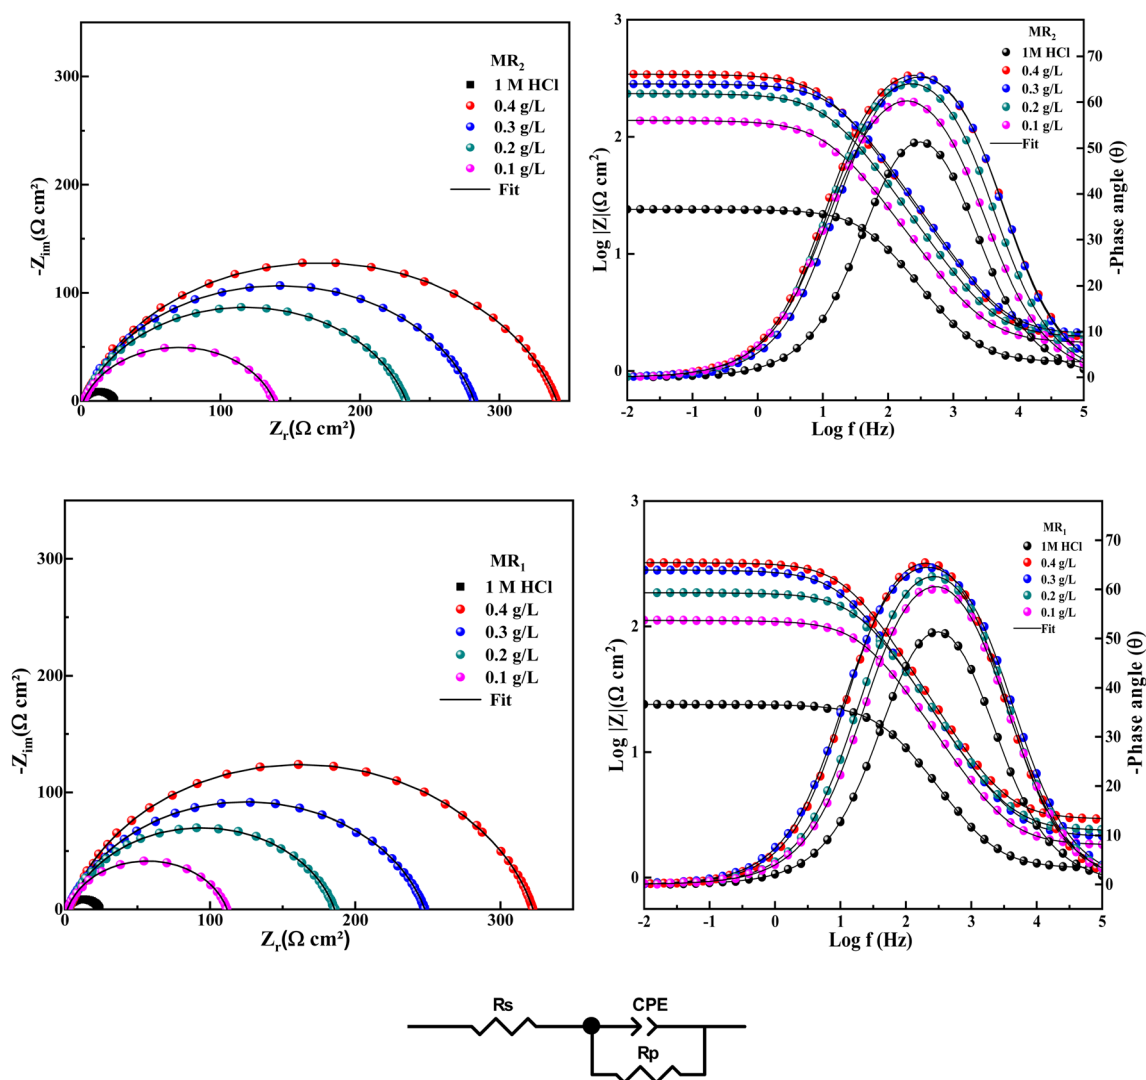 300
200
100
0
-Zim(Ω cm²)
MR₂
1 M HCl
0.4 g/L
0.3 g/L
0.2 g/L
0.1 g/L
Fit
0
100
200
300
Zr(Ω cm²)
3
2
1
0
Log |Z|(Ω cm²)
MR₂
1M HCl
0.4 g/L
0.3 g/L
0.2 g/L
0.1 g/L
Fit
70
60
50
40
30
20
10
0
-Phase angle (θ)
-2
-1
0
1
2
3
4
5
Log f (Hz)
300
200
100
0
-Zim(Ω cm²)
MR₁
1 M HCl
0.4 g/L
0.3 g/L
0.2 g/L
0.1 g/L
Fit
0
100
200
300
Zr(Ω cm²)
3
2
1
0
Log |Z|(Ω cm²)
MR₁
1M HCl
0.4 g/L
0.3 g/L
0.2 g/L
0.1 g/L
Fit
70
60
50
40
30
20
10
0
-Phase angle (θ)
-2
-1
0
1
2
3
4
5
Log f (Hz)
Rs
CPE
Rp